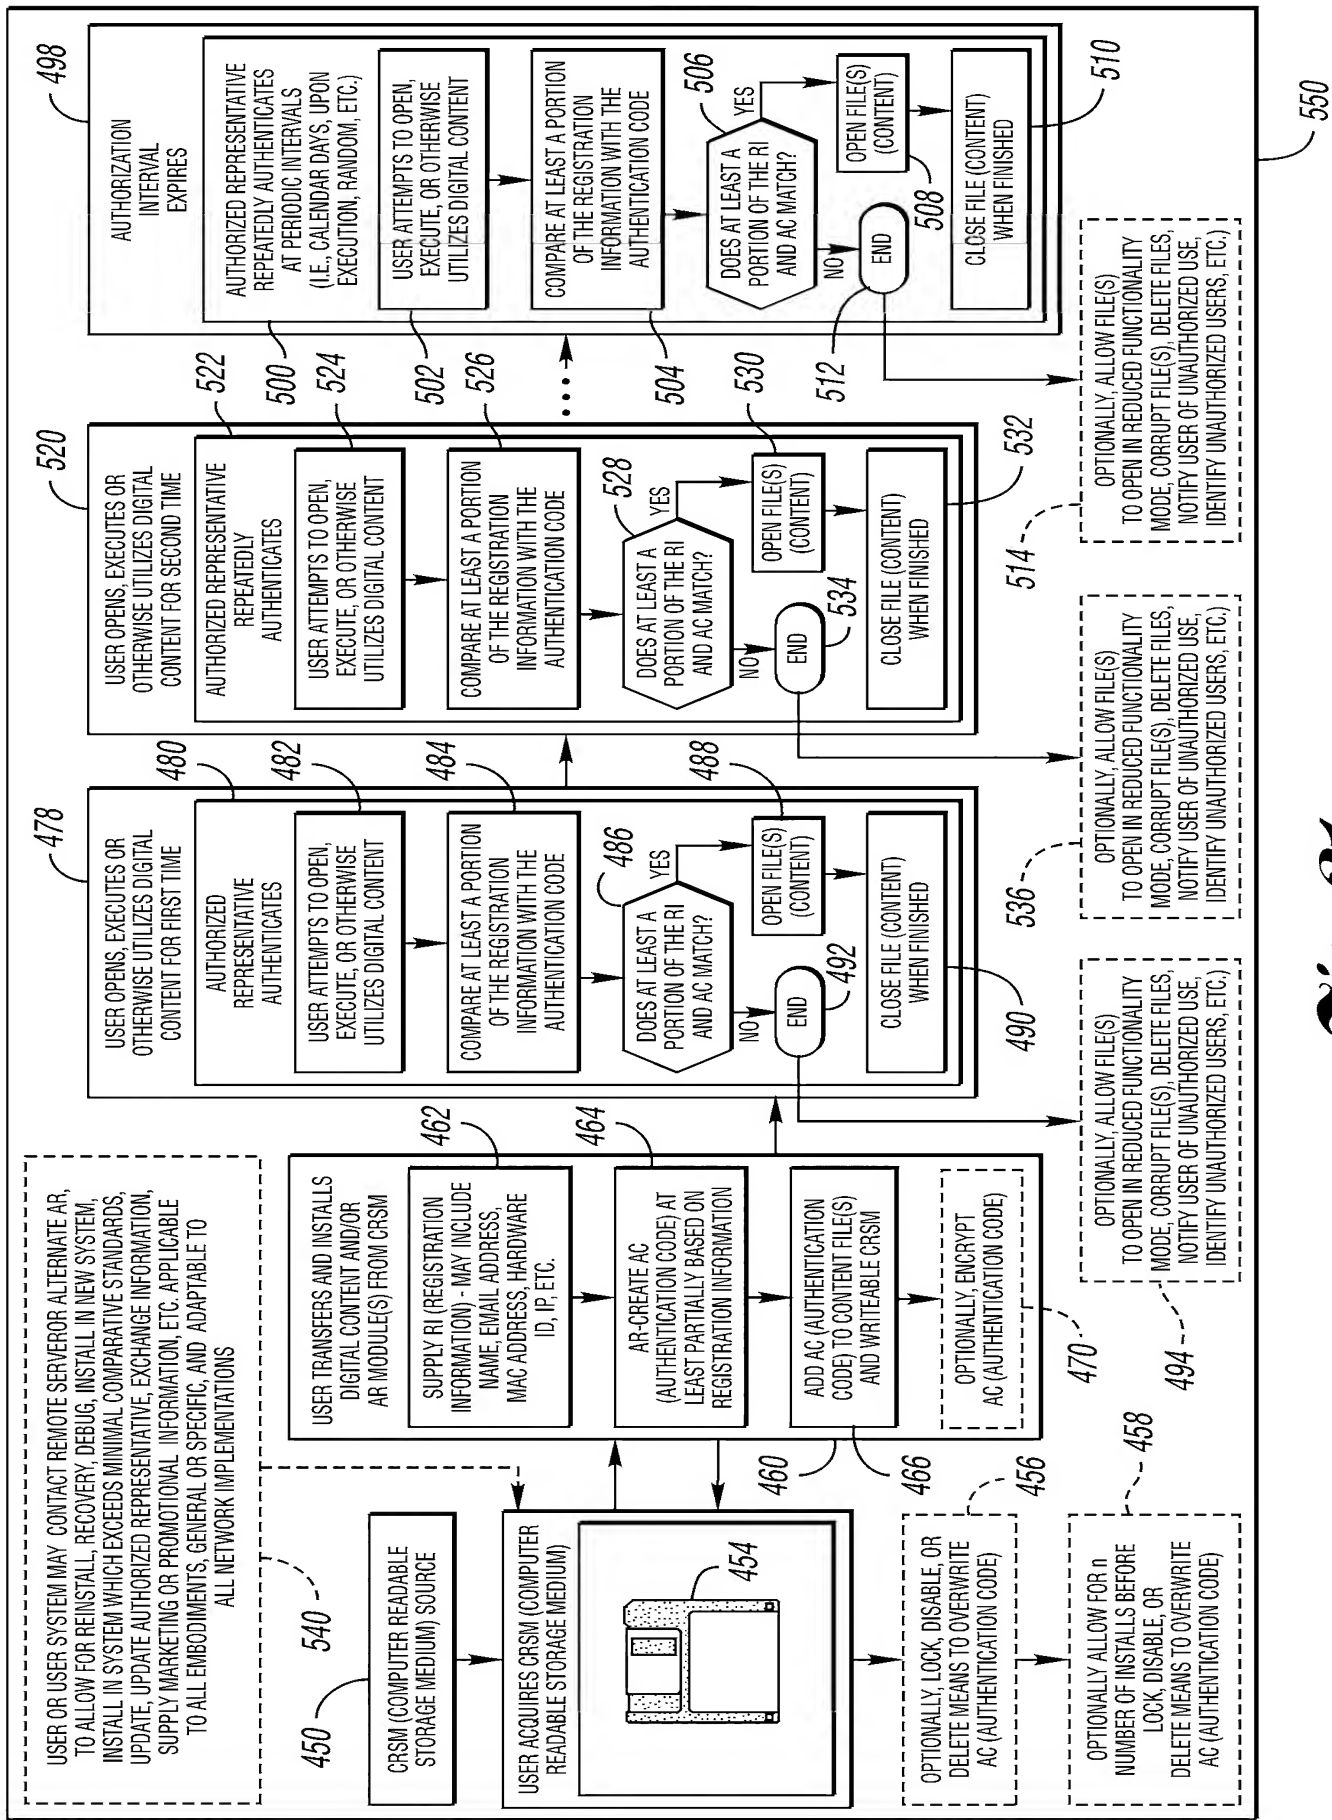 USER OR USER SYSTEM MAY CONTACT REMOTE SERVEROR ALTERNATE AR,
TO ALLOW FOR REINSTALL, RECOVERY, DEBUG, INSTALL IN NEW SYSTEM,
INSTALL IN SYSTEM WHICH EXCEEDS MINIMAL COMPARATIVE STANDARDS,
UPDATE, UPDATE AUTHORIZED REPRESENTATIVE, EXCHANGE INFORMATION,
SUPPLY MARKETING OR PROMOTIONAL INFORMATION, ETC. APPLICABLE
TO ALL EMBODIMENTS, GENERAL OR SPECIFIC, AND ADAPTABLE TO
ALL NETWORK IMPLEMENTATIONS
540
450
CRSM (COMPUTER READABLE
STORAGE MEDIUM) SOURCE
USER ACQUIRES CRSM (COMPUTER
READABLE STORAGE MEDIUM)
454
OPTIONALLY, LOCK, DISABLE, OR
DELETE MEANS TO OVERWRITE
AC (AUTHENTICATION CODE)
456
OPTIONALLY ALLOW FOR n
NUMBER OF INSTALLS BEFORE
LOCK, DISABLE, OR
DELETE MEANS TO OVERWRITE
AC (AUTHENTICATION CODE)
458
USER TRANSFERS AND INSTALLS
DIGITAL CONTENT AND/OR
AR MODULE(S) FROM CRSM
460
SUPPLY RI (REGISTRATION
INFORMATION) - MAY INCLUDE
NAME, EMAIL ADDRESS,
MAC ADDRESS, HARDWARE
ID, IP, ETC.
462
AR-CREATE AC
(AUTHENTICATION CODE) AT
LEAST PARTIALLY BASED ON
REGISTRATION INFORMATION
464
ADD AC (AUTHENTICATION
CODE) TO CONTENT FILE(S)
AND WRITEABLE CRSM
466
OPTIONALLY, ENCRYPT
AC (AUTHENTICATION CODE)
470
478
USER OPENS, EXECUTES OR
OTHERWISE UTILIZES DIGITAL
CONTENT FOR FIRST TIME
480
AUTHORIZED
REPRESENTATIVE
AUTHENTICATES
482
USER ATTEMPTS TO OPEN,
EXECUTE, OR OTHERWISE
UTILIZES DIGITAL CONTENT
484
COMPARE AT LEAST A PORTION
OF THE REGISTRATION
INFORMATION WITH THE
AUTHENTICATION CODE
486
DOES AT LEAST A
PORTION OF THE RI
AND AC MATCH?
YES
NO
488
OPEN FILE(S)
(CONTENT)
END
492
CLOSE FILE (CONTENT)
WHEN FINISHED
490
OPTIONALLY, ALLOW FILE(S)
TO OPEN IN REDUCED FUNCTIONALITY
MODE, CORRUPT FILE(S), DELETE FILES,
NOTIFY USER OF UNAUTHORIZED USE,
IDENTIFY UNAUTHORIZED USERS, ETC.)
494
520
USER OPENS, EXECUTES OR
OTHERWISE UTILIZES DIGITAL
CONTENT FOR SECOND TIME
522
AUTHORIZED REPRESENTATIVE
REPEATEDLY
AUTHENTICATES
524
USER ATTEMPTS TO OPEN,
EXECUTE, OR OTHERWISE
UTILIZES DIGITAL CONTENT
526
COMPARE AT LEAST A PORTION
OF THE REGISTRATION
INFORMATION WITH THE
AUTHENTICATION CODE
528
DOES AT LEAST A
PORTION OF THE RI
AND AC MATCH?
YES
NO
530
OPEN FILE(S)
(CONTENT)
END
534
CLOSE FILE (CONTENT)
WHEN FINISHED
532
OPTIONALLY, ALLOW FILE(S)
TO OPEN IN REDUCED FUNCTIONALITY
MODE, CORRUPT FILE(S), DELETE FILES,
NOTIFY USER OF UNAUTHORIZED USE,
IDENTIFY UNAUTHORIZED USERS, ETC.)
536
498
AUTHORIZATION
INTERVAL
EXPIRES
500
AUTHORIZED REPRESENTATIVE
REPEATEDLY AUTHENTICATES
AT PERIODIC INTERVALS
(I.E., CALENDAR DAYS, UPON
EXECUTION, RANDOM, ETC.)
502
USER ATTEMPTS TO OPEN,
EXECUTE, OR OTHERWISE
UTILIZES DIGITAL CONTENT
504
COMPARE AT LEAST A PORTION
OF THE REGISTRATION
INFORMATION WITH THE
AUTHENTICATION CODE
506
DOES AT LEAST A
PORTION OF THE RI
AND AC MATCH?
YES
NO
OPEN FILE(S)
(CONTENT)
508
END
512
CLOSE FILE (CONTENT)
WHEN FINISHED
510
OPTIONALLY, ALLOW FILE(S)
TO OPEN IN REDUCED FUNCTIONALITY
MODE, CORRUPT FILE(S), DELETE FILES,
NOTIFY USER OF UNAUTHORIZED USE,
IDENTIFY UNAUTHORIZED USERS, ETC.)
514
550